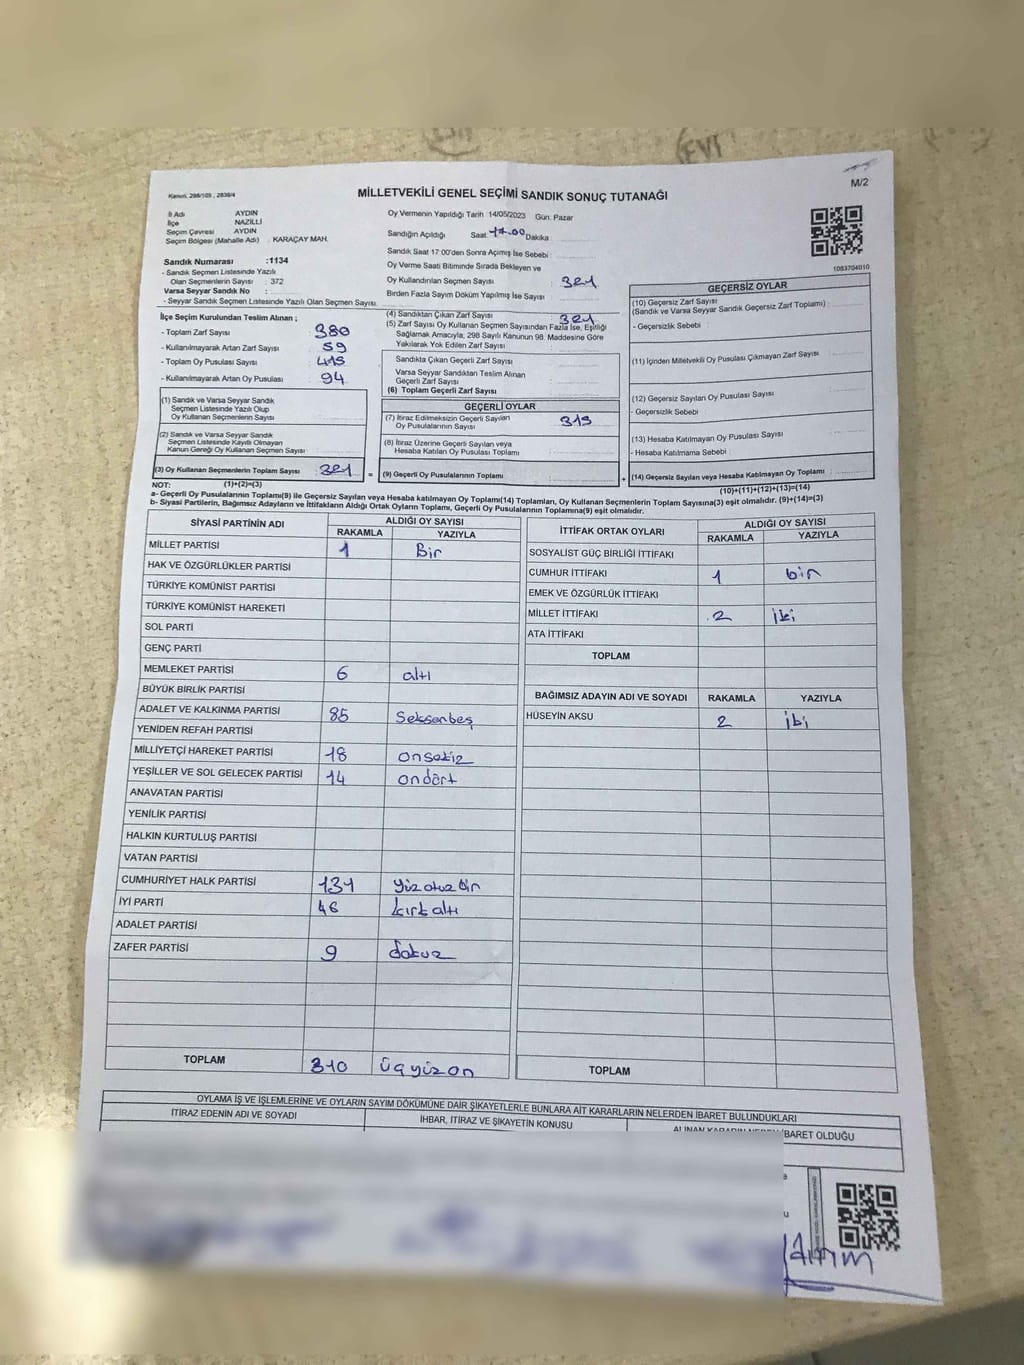 M/2
Kanun, 298/105 , 2839/4
MİLLETVEKİLİ GENEL SEÇİMİ SANDIK SONUÇ TUTANAĞI
İl Adı AYDIN
İlçe NAZİLLİ
Seçim Çevresi AYDIN
Seçim Bölgesi (Mahalle Adı) : KARAÇAY MAH.
Oy Vermenin Yapıldığı Tarih 14/05/2023 Gün: Pazar
Sandığın Açıldığı Saat: 17.00 Dakika :
Sandık Saat 17:00'den Sonra Açımış İse Sebebi :
Oy Verme Saati Bitiminde Sırada Bekleyen ve
Oy Kullandırılan Seçmen Sayısı : 321
Birden Fazla Sayım Döküm Yapılmış İse Sayısı
1083704010
Sandık Numarası :1134
- Sandık Seçmen Listesinde Yazılı
Olan Seçmenlerin Sayısı : 372
Varsa Seyyar Sandık No :
- Seyyar Sandık Seçmen Listesinde Yazılı Olan Seçmen Sayısı:
İlçe Seçim Kurulundan Teslim Alınan ;
- Toplam Zarf Sayısı 380
- Kullanılmayarak Artan Zarf Sayısı 59
- Toplam Oy Pusulası Sayısı 415
- Kullanılmayarak Artan Oy Pusulası 94
(1) Sandık ve Varsa Seyyar Sandık
Seçmen Listesinde Yazılı Olup
Oy Kullanan Seçmenlerin Sayısı
(2) Sandık ve Varsa Seyyar Sandık
Seçmen Listesinde Kayıtlı Olmayan
Kanun Gereği Oy Kullanan Seçmen Sayısı
(3) Oy Kullanan Seçmenlerin Toplam Sayısı 321 =
(1)+(2)=(3)
(4) Sandıktan Çıkan Zarf Sayısı 321
(5) Zarf Sayısı Oy Kullanan Seçmen Sayısından Fazla İse, Eşitliği
Sağlamak Amacıyla, 298 Sayılı Kanunun 98. Maddesine Göre
Yakılarak Yok Edilen Zarf Sayısı :
Sandıkta Çıkan Geçerli Zarf Sayısı :
Varsa Seyyar Sandıktan Teslim Alınan
Geçerli Zarf Sayısı
(6) Toplam Geçerli Zarf Sayısı :
GEÇERLİ OYLAR
(7) İtiraz Edilmeksizin Geçerli Sayılan
Oy Pusulalarının Sayısı : 319
(8) İtiraz Üzerine Geçerli Sayılan veya
Hesaba Katılan Oy Pusulası Toplamı :
(9) Geçerli Oy Pusulalarının Toplamı +
GEÇERSİZ OYLAR
(10) Geçersiz Zarf Sayısı
(Sandık ve Varsa Seyyar Sandık Geçersiz Zarf Toplamı) :
- Geçersizlik Sebebi :
(11) İçinden Milletvekili Oy Pusulası Çıkmayan Zarf Sayısı :
(12) Geçersiz Sayılan Oy Pusulası Sayısı
- Geçersizlik Sebebi
(13) Hesaba Katılmayan Oy Pusulası Sayısı
- Hesaba Katılmama Sebebi :
(14) Geçersiz Sayılan veya Hesaba Katılmayan Oy Toplamı :
(10)+(11)+(12)+(13)=(14)
NOT:
a- Geçerli Oy Pusulalarının Toplamı(9) ile Geçersiz Sayılan veya Hesaba katılmayan Oy Toplamı(14) Toplamları, Oy Kullanan Seçmenlerin Toplam Sayısına(3) eşit olmalıdır. (9)+(14)=(3)
b- Siyasi Partilerin, Bağımsız Adayların ve İttifakların Aldığı Ortak Oyların Toplamı, Geçerli Oy Pusulalarının Toplamına(9) eşit olmalıdır.
SİYASİ PARTİNİN ADI ALDIĞI OY SAYISI
RAKAMLA YAZIYLA
MİLLET PARTİSİ 1 Bir
HAK VE ÖZGÜRLÜKLER PARTİSİ
TÜRKİYE KOMÜNİST PARTİSİ
TÜRKİYE KOMÜNİST HAREKETİ
SOL PARTİ
GENÇ PARTİ
MEMLEKET PARTİSİ 6 altı
BÜYÜK BİRLİK PARTİSİ
ADALET VE KALKINMA PARTİSİ 85 Seksenbeş
YENİDEN REFAH PARTİSİ
MİLLİYETÇİ HAREKET PARTİSİ 18 onsekiz
YEŞİLLER VE SOL GELECEK PARTİSİ 14 ondört
ANAVATAN PARTİSİ
YENİLİK PARTİSİ
HALKIN KURTULUŞ PARTİSİ
VATAN PARTİSİ
CUMHURİYET HALK PARTİSİ 131 yüzotuzbin
İYİ PARTİ 46 kırkaltı
ADALET PARTİSİ
ZAFER PARTİSİ 9 dokuz
TOPLAM 310 üçyüzon
İTTİFAK ORTAK OYLARI ALDIĞI OY SAYISI
RAKAMLA YAZIYLA
SOSYALİST GÜÇ BİRLİĞİ İTTİFAKI
CUMHUR İTTİFAKI 1 bir
EMEK VE ÖZGÜRLÜK İTTİFAKI
MİLLET İTTİFAKI 2 iki
ATA İTTİFAKI
TOPLAM
BAĞIMSIZ ADAYIN ADI VE SOYADI RAKAMLA YAZIYLA
HÜSEYİN AKSU 2 iki
TOPLAM
OYLAMA İŞ VE İŞLEMLERİNE VE OYLARIN SAYIM DÖKÜMÜNE DAİR ŞİKAYETLERLE BUNLARA AİT KARARLARIN NELERDEN İBARET BULUNDUKLARI
İTİRAZ EDENİN ADI VE SOYADI İHBAR, İTİRAZ VE ŞİKAYETİN KONUSU ALINAN KARARIN NEDEN İBARET OLDUĞU